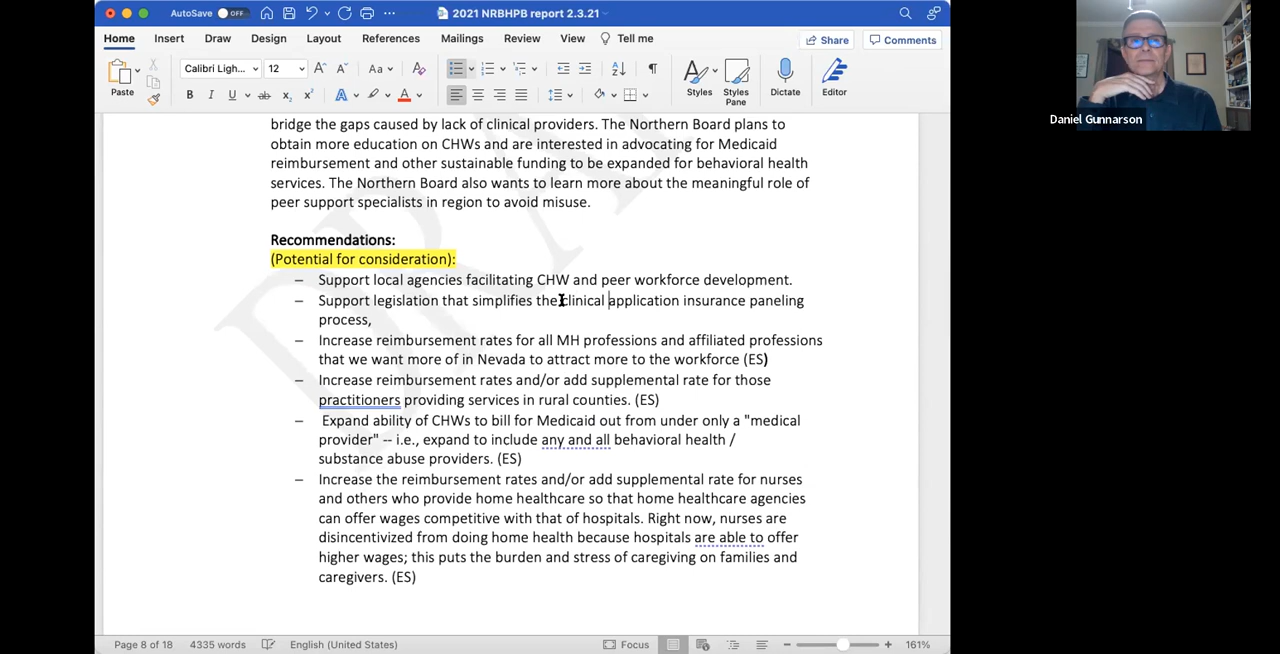 AutoSave OFF
2021 NRBHPB report 2.3.21
Home Insert Draw Design Layout References Mailings Review View Tell me Share Comments
Paste Calibri Ligh... 12 Aa Styles Styles Pane Dictate Editor
Daniel Gunnarson
bridge the gaps caused by lack of clinical providers. The Northern Board plans to
obtain more education on CHWs and are interested in advocating for Medicaid
reimbursement and other sustainable funding to be expanded for behavioral health
services. The Northern Board also wants to learn more about the meaningful role of
peer support specialists in region to avoid misuse.
Recommendations:
(Potential for consideration):
– Support local agencies facilitating CHW and peer workforce development.
– Support legislation that simplifies the clinical application insurance paneling
process,
– Increase reimbursement rates for all MH professions and affiliated professions
that we want more of in Nevada to attract more to the workforce (ES)
– Increase reimbursement rates and/or add supplemental rate for those
practitioners providing services in rural counties. (ES)
– Expand ability of CHWs to bill for Medicaid out from under only a "medical
provider" -- i.e., expand to include any and all behavioral health /
substance abuse providers. (ES)
– Increase the reimbursement rates and/or add supplemental rate for nurses
and others who provide home healthcare so that home healthcare agencies
can offer wages competitive with that of hospitals. Right now, nurses are
disincentivized from doing home health because hospitals are able to offer
higher wages; this puts the burden and stress of caregiving on families and
caregivers. (ES)
Page 8 of 18 4335 words English (United States) Focus 161%